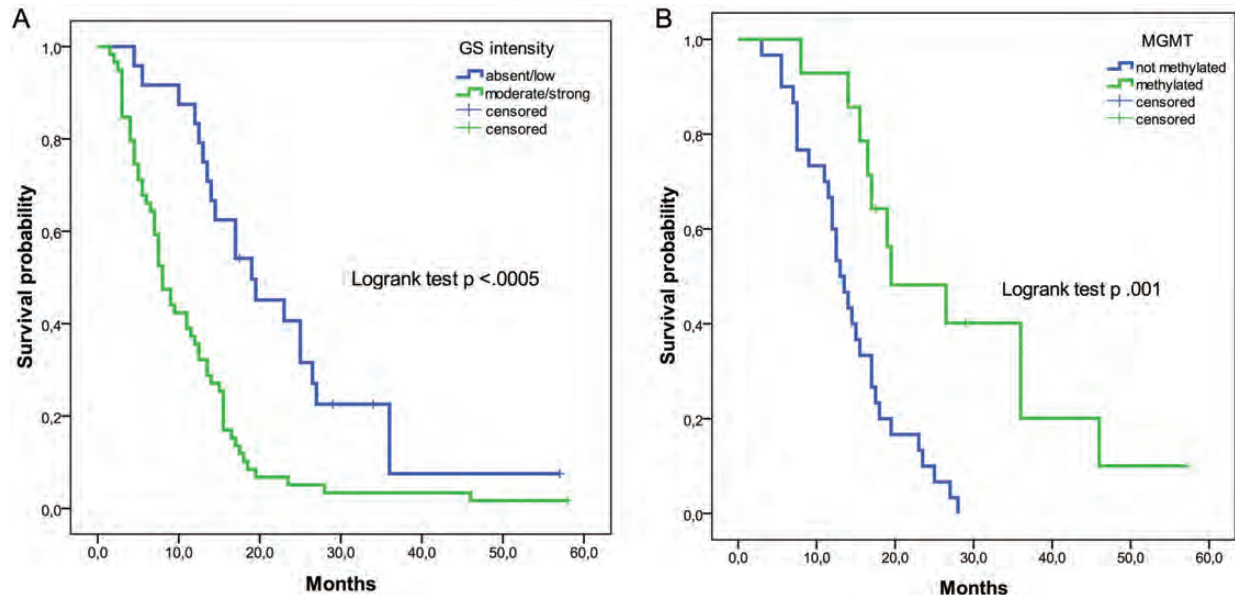 A
GS intensity
absent/low
moderate/strong
censored
censored
Logrank test p <.0005
Survival probability
1,0
0,8
0,6
0,4
0,2
0,0
0,0 10,0 20,0 30,0 40,0 50,0 60,0
Months
B
MGMT
not methylated
methylated
censored
censored
Logrank test p .001
Survival probability
1,0
0,8
0,6
0,4
0,2
0,0
0,0 10,0 20,0 30,0 40,0 50,0 60,0
Months